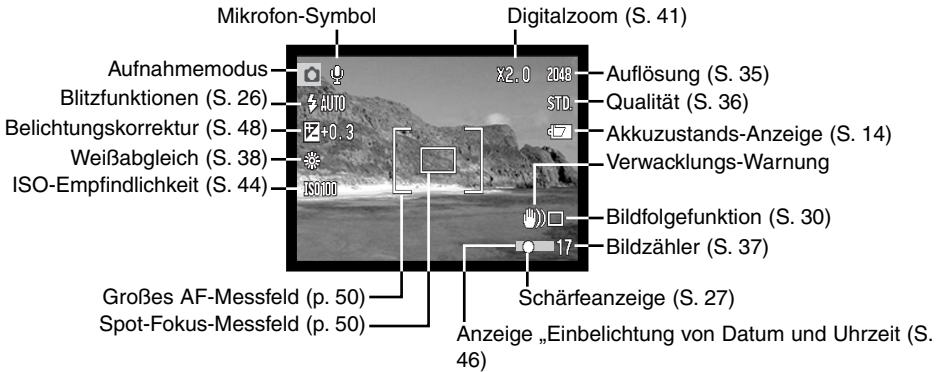 Mikrofon-Symbol
Digitalzoom (S. 41)
Aufnahmemodus
x2.0 2048
Auflösung (S. 35)
Blitzfunktionen (S. 26)
AUTO
STD.
Qualität (S. 36)
Belichtungskorrektur (S. 48)
+0.3
Akkuzustands-Anzeige (S. 14)
Weißabgleich (S. 38)
Verwacklungs-Warnung
ISO-Empfindlichkeit (S. 44)
ISO100
Bildfolgefunktion (S. 30)
17
Bildzähler (S. 37)
Großes AF-Messfeld (p. 50)
Schärfeanzeige (S. 27)
Spot-Fokus-Messfeld (p. 50)
Anzeige „Einbelichtung von Datum und Uhrzeit (S.
46)